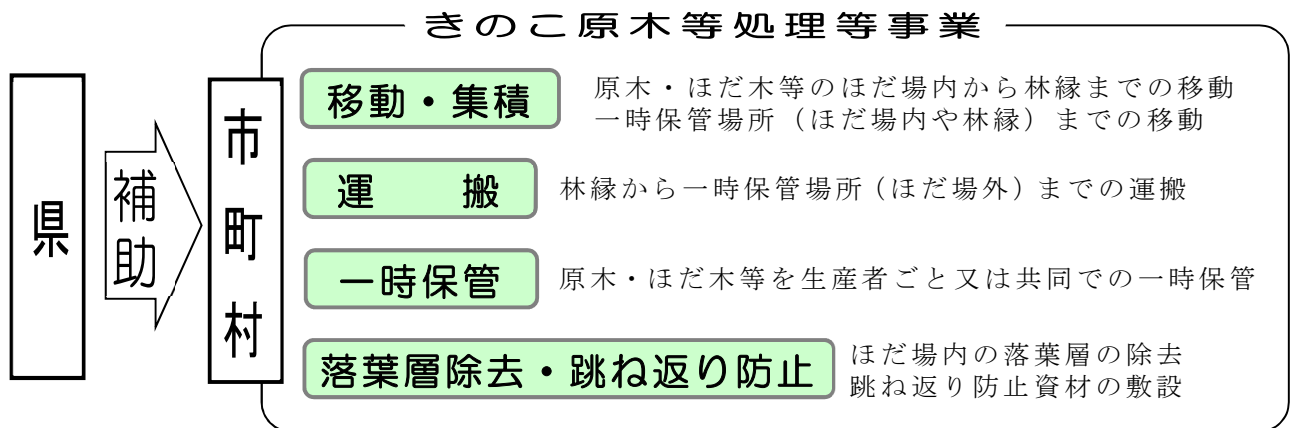 きのこ原木等処理等事業
県
補助
市町村
移動・集積
原木・ほだ木等のほだ場内から林縁までの移動
一時保管場所（ほだ場内や林縁）までの移動
運　搬
林縁から一時保管場所（ほだ場外）までの運搬
一時保管
原木・ほだ木等を生産者ごと又は共同での一時保管
落葉層除去・跳ね返り防止
ほだ場内の落葉層の除去
跳ね返り防止資材の敷設